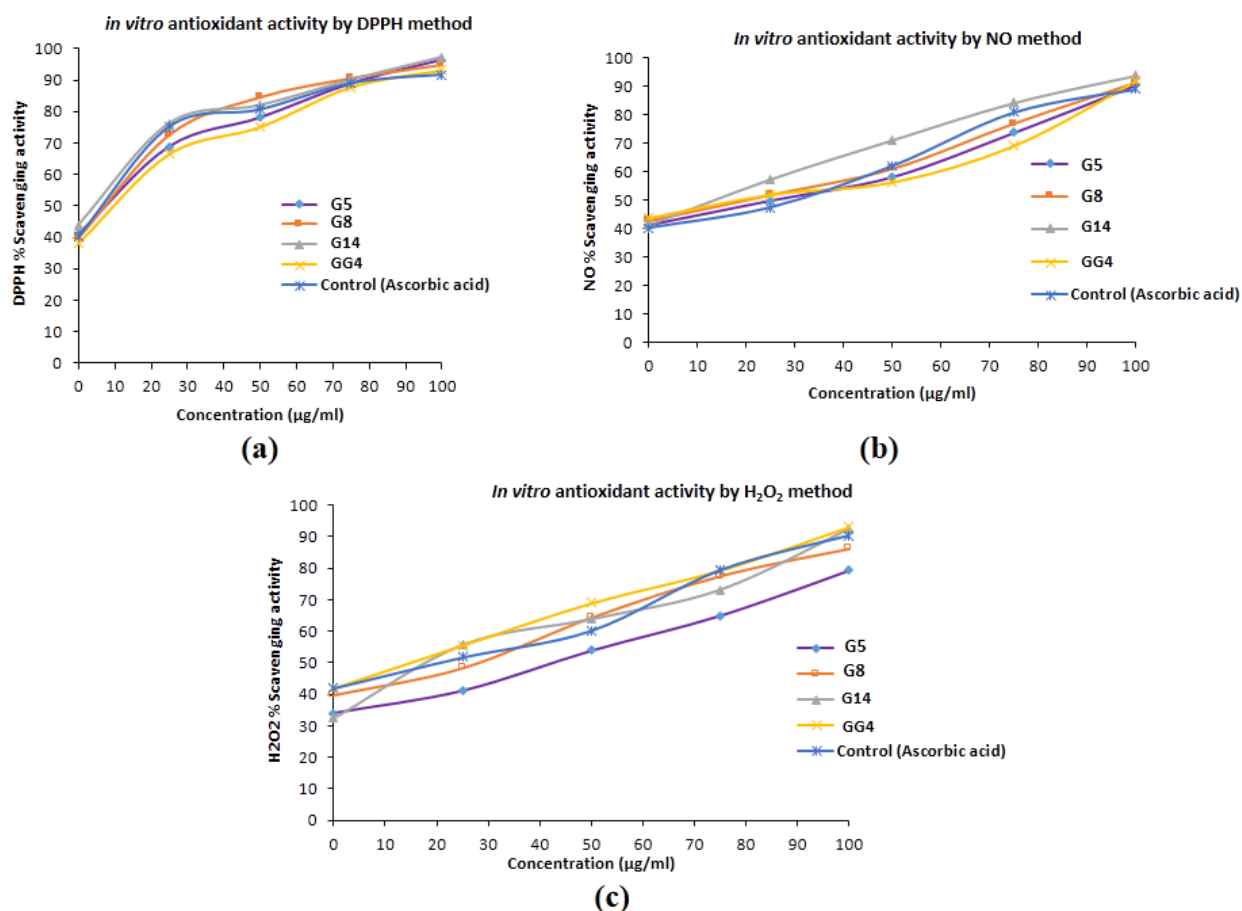 in vitro antioxidant activity by DPPH method
100
90
80
70
60
50
40
30
20
10
0
DPPH % Scavenging activity
G5
G8
G14
GG4
Control (Ascorbic acid)
0 10 20 30 40 50 60 70 80 90 100
Concentration (µg/ml)
(a)
In vitro antioxidant activity by NO method
100
90
80
70
60
50
40
30
20
10
0
NO % Scavenging activity
G5
G8
G14
GG4
Control (Ascorbic acid)
0 10 20 30 40 50 60 70 80 90 100
Concentration (µg/ml)
(b)
In vitro antioxidant activity by H₂O₂ method
100
90
80
70
60
50
40
30
20
10
0
H2O2 % Scavenging activity
G5
G8
G14
GG4
Control (Ascorbic acid)
0 10 20 30 40 50 60 70 80 90 100
Concentration (µg/ml)
(c)